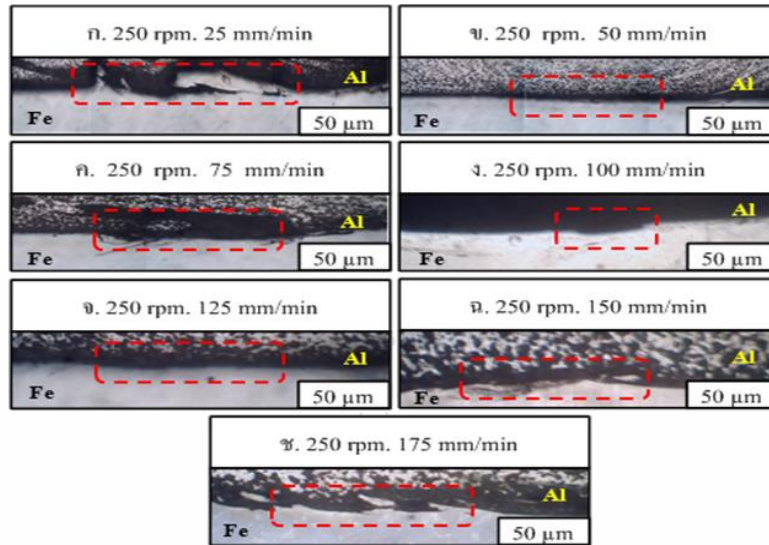 ก. 250 rpm. 25 mm/min
Al
Fe
50 µm
ข. 250 rpm. 50 mm/min
Al
Fe
50 µm
ค. 250 rpm. 75 mm/min
Al
Fe
50 µm
ง. 250 rpm. 100 mm/min
Al
Fe
50 µm
จ. 250 rpm. 125 mm/min
Al
Fe
50 µm
ฉ. 250 rpm. 150 mm/min
Al
Fe
50 µm
ช. 250 rpm. 175 mm/min
Al
Fe
50 µm